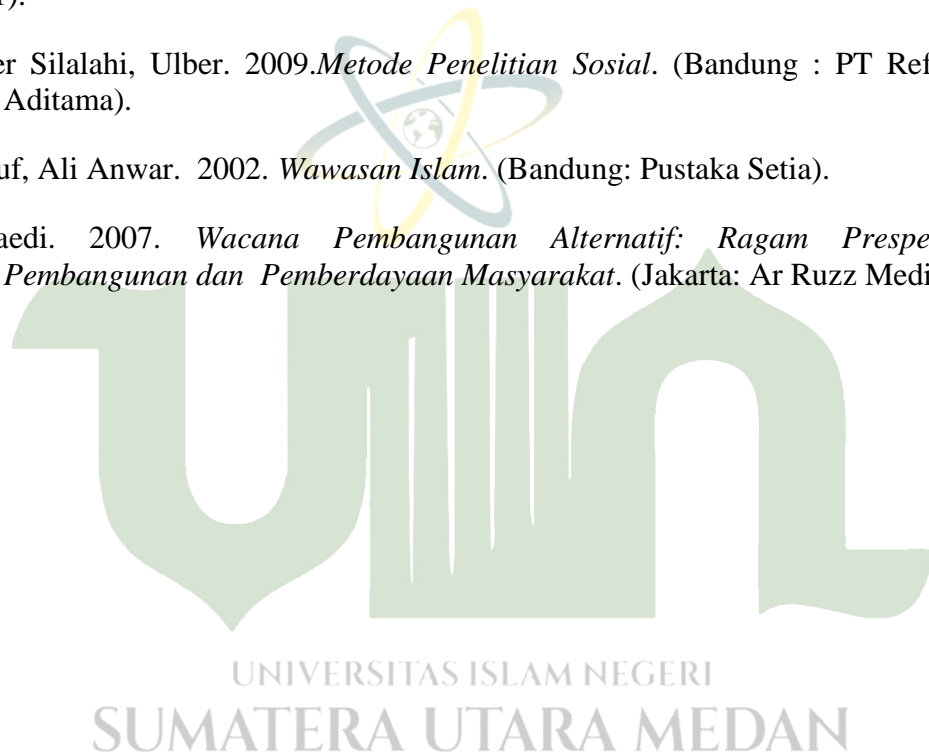 r).
er Silalahi, Ulber. 2009.Metode Penelitian Sosial. (Bandung : PT Ref
Aditama).
uf, Ali Anwar. 2002. Wawasan Islam. (Bandung: Pustaka Setia).
aedi. 2007. Wacana Pembangunan Alternatif: Ragam Prespe
Pembangunan dan Pemberdayaan Masyarakat. (Jakarta: Ar Ruzz Medi
UNIVERSITAS ISLAM NEGERI
SUMATERA UTARA MEDAN